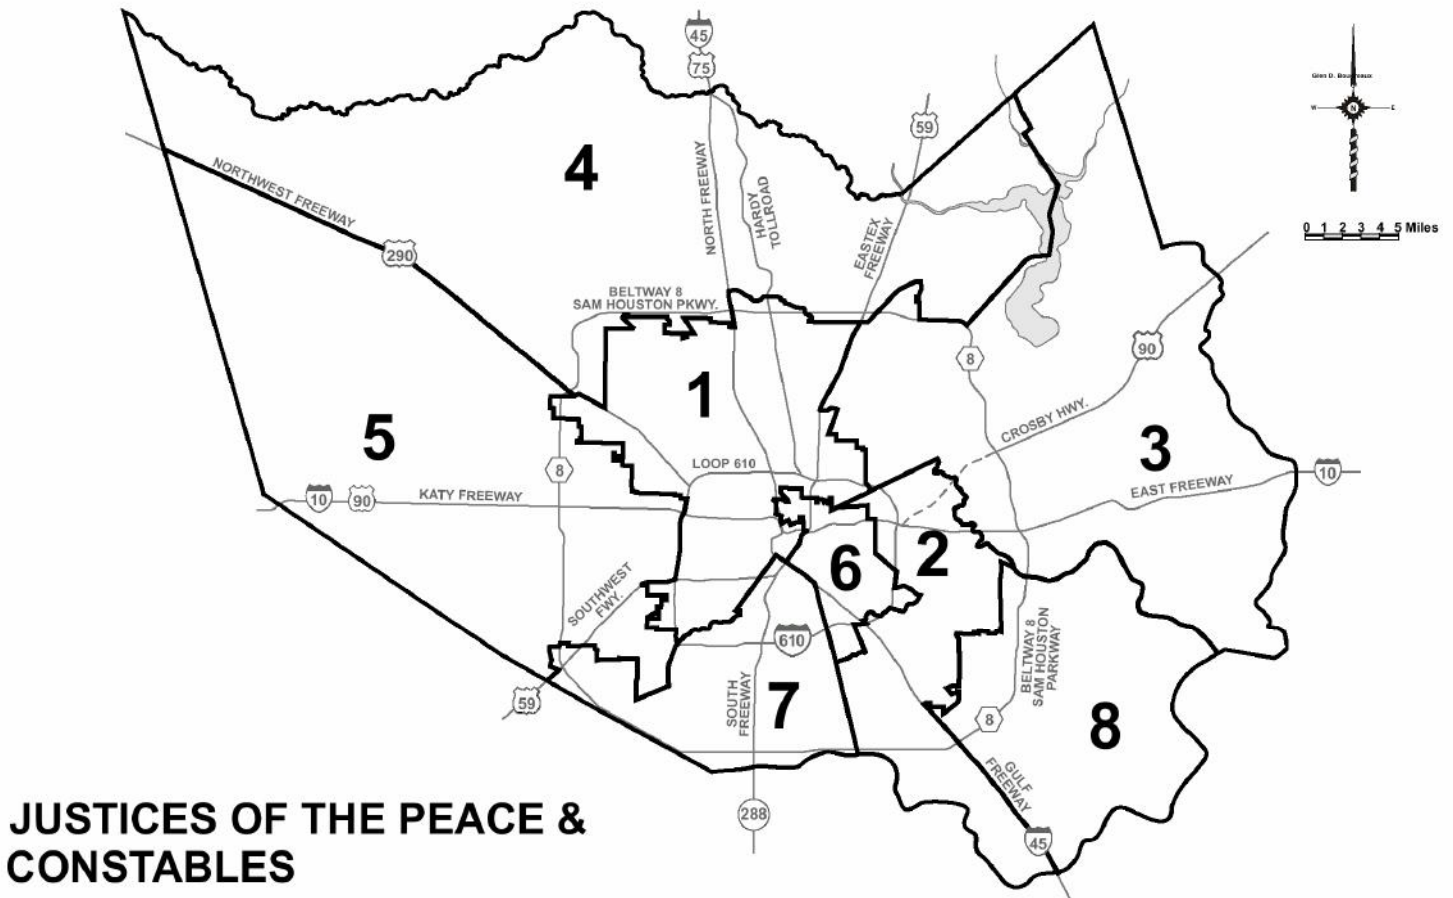 45
75
Glen D. Boudreaux
W
N
E
59
4
NORTHWEST FREEWAY
NORTH FREEWAY
HARDY
TOLLROAD
EASTEX
FREEWAY
0 1 2 3 4 5 Miles
290
BELTWAY 8
SAM HOUSTON PKWY.
90
8
1
5
CROSBY HWY.
3
8
LOOP 610
10
90
KATY FREEWAY
EAST FREEWAY
10
6
2
SOUTHWEST
FWY.
610
BELTWAY 8
SAM HOUSTON
PARKWAY
59
SOUTH
FREEWAY
7
8
8
GULF
FREEWAY
288
45
JUSTICES OF THE PEACE &
CONSTABLES